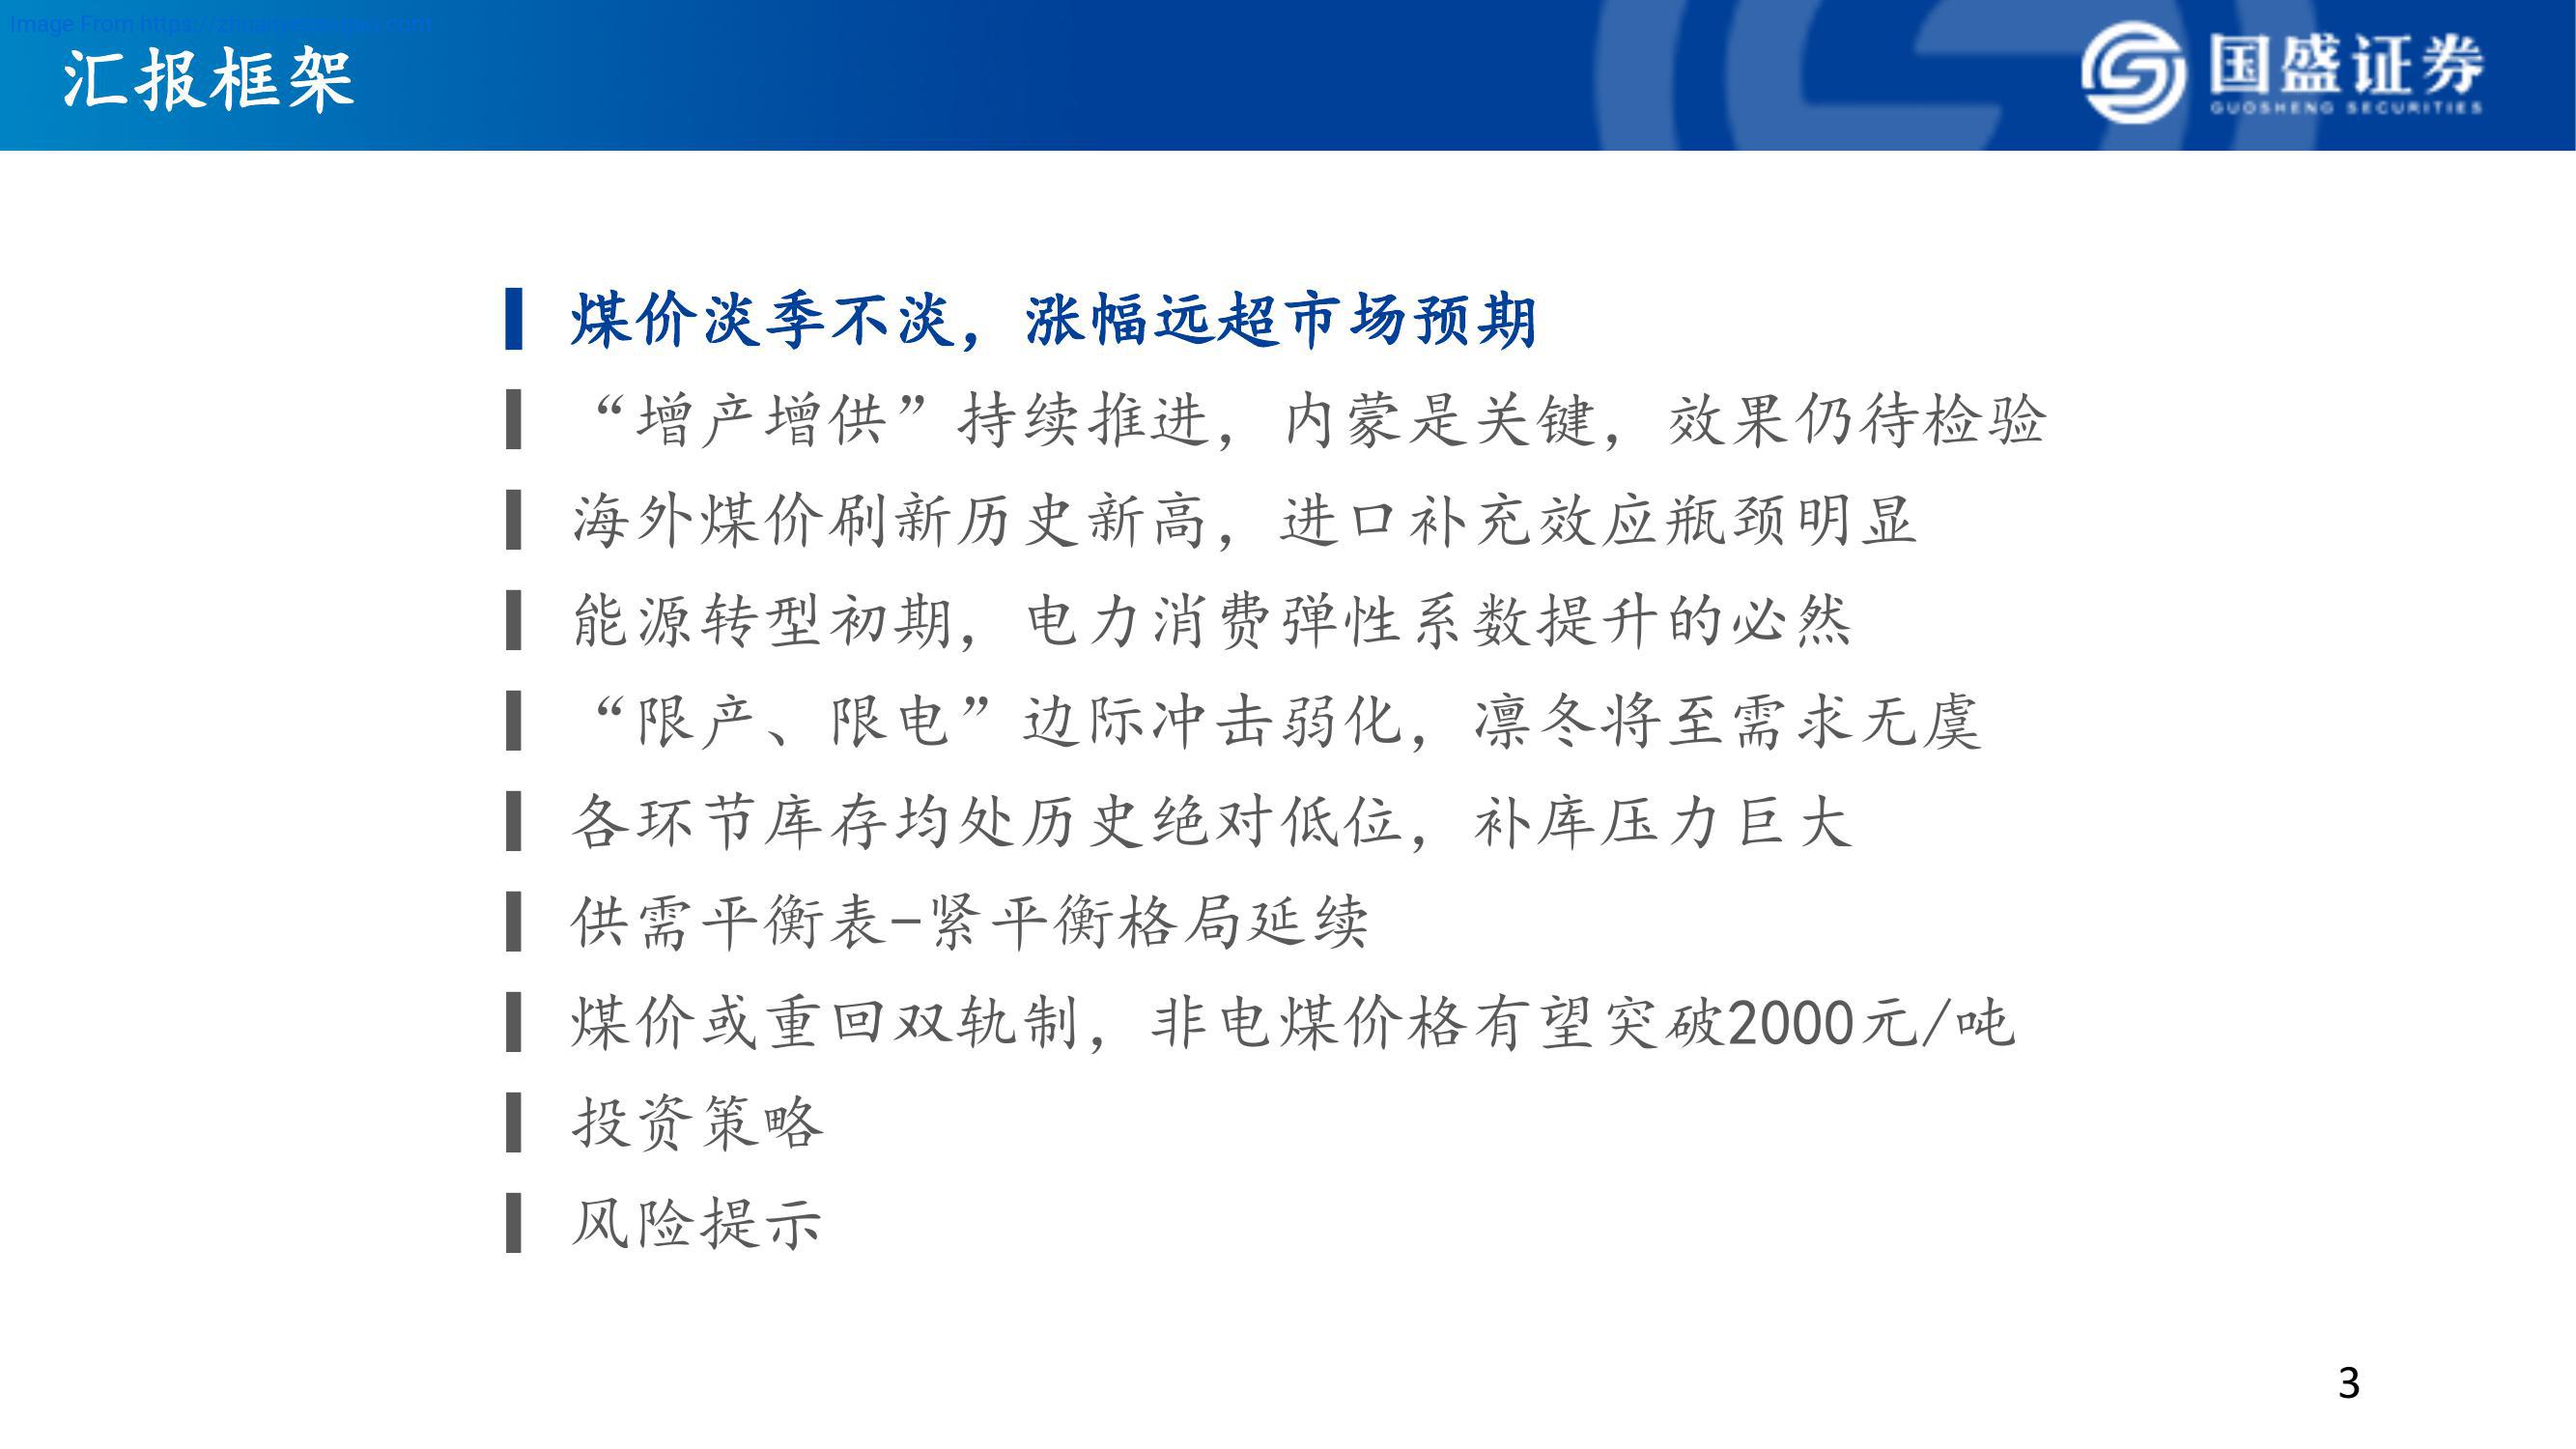 Image From https://
汇报框架
国盛证券
GUOSHENG SECURITIES
煤价淡季不淡，涨幅远超市场预期
“增产增供”持续推进，内蒙是关键，效果仍待检验
海外煤价刷新历史新高，进口补充效应瓶颈明显
能源转型初期，电力消费弹性系数提升的必然
“限产、限电”边际冲击弱化，凛冬将至需求无虞
各环节库存均处历史绝对低位，补库压力巨大
供需平衡表-紧平衡格局延续
煤价或重回双轨制，非电煤价格有望突破2000元/吨
投资策略
风险提示
3